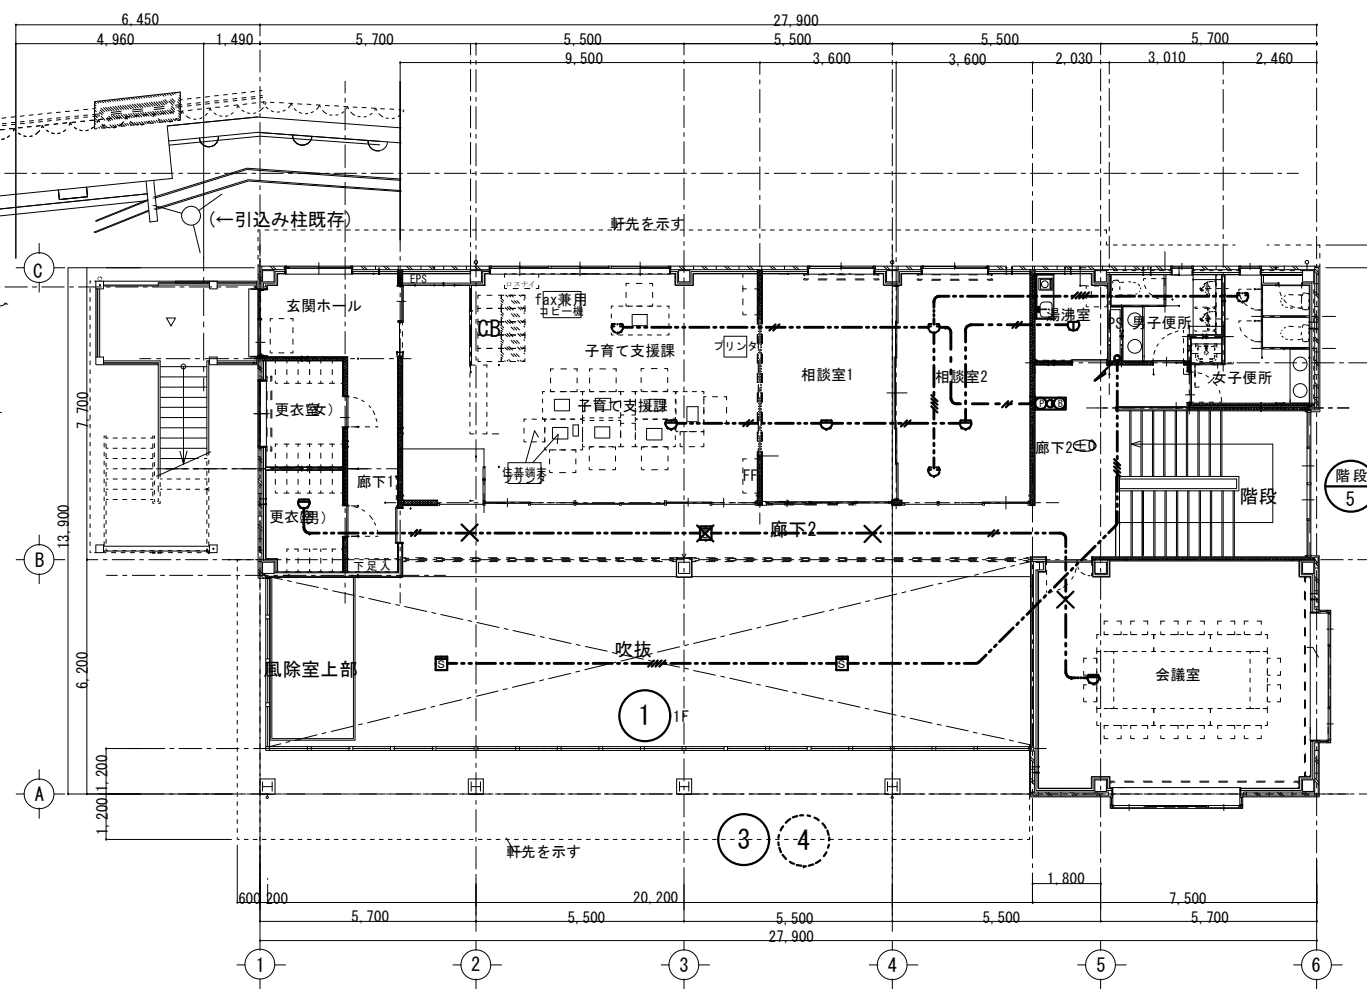 6,450
27,900
4,960
1,490
5,700
5,500
5,500
5,500
5,700
9,500
3,600
3,600
2,030
3,010
2,460
(←引込み柱既存)
軒先を示す
C
EPS
ロスナイ
玄関ホール
fax兼用
コピー機
CB
湯沸室
PS
男子便所
プリンタ
子育て支援課
相談室1
相談室2
女子便所
7,700
更衣室(女)
子育て支援課
P
B
廊下2
階段
5
住基端末
FF
廊下1
階段
13,900
更衣室(男)
廊下2
B
下足入
吹抜
S
S
風除室上部
会議室
6,200
1
1F
1,200
A
1,200
3
4
軒先を示す
1,800
600
200
20,200
7,500
5,700
5,500
5,500
5,500
5,700
27,900
1
2
3
4
5
6